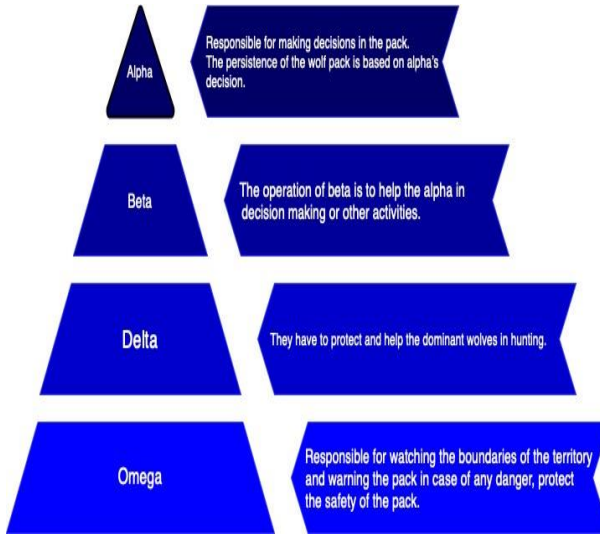 Alpha
Responsible for making decisions in the pack.
The persistence of the wolf pack is based on alpha's
decision.
Beta
The operation of beta is to help the alpha in
decision making or other activities.
Delta
They have to protect and help the dominant wolves in hunting.
Omega
Responsible for watching the boundaries of the territory
and warning the pack in case of any danger, protect
the safety of the pack.